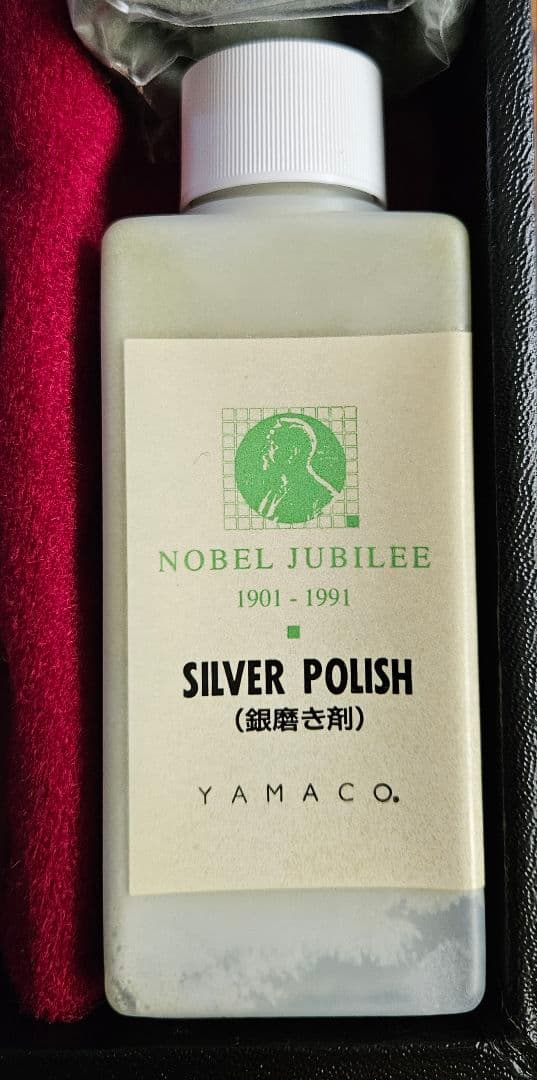 NOBEL JUBILEE
1901 - 1991
SILVER POLISH
(銀磨き剤)
YAMACO.